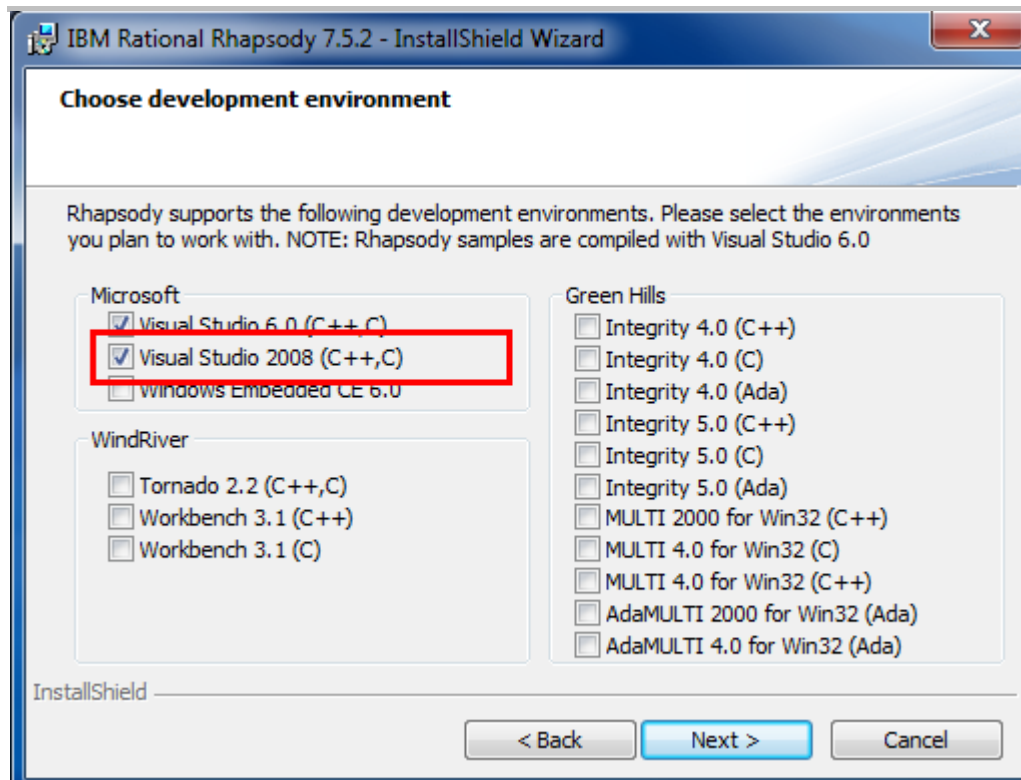 IBM Rational Rhapsody 7.5.2 - InstallShield Wizard
Choose development environment
Rhapsody supports the following development environments. Please select the environments
you plan to work with. NOTE: Rhapsody samples are compiled with Visual Studio 6.0
Microsoft
Visual Studio 6.0 (C++,C)
Visual Studio 2008 (C++,C)
Windows Embedded CE 6.0
WindRiver
Tornado 2.2 (C++,C)
Workbench 3.1 (C++)
Workbench 3.1 (C)
Green Hills
Integrity 4.0 (C++)
Integrity 4.0 (C)
Integrity 4.0 (Ada)
Integrity 5.0 (C++)
Integrity 5.0 (C)
Integrity 5.0 (Ada)
MULTI 2000 for Win32 (C++)
MULTI 4.0 for Win32 (C)
MULTI 4.0 for Win32 (C++)
AdaMULTI 2000 for Win32 (Ada)
AdaMULTI 4.0 for Win32 (Ada)
InstallShield
< Back
Next >
Cancel